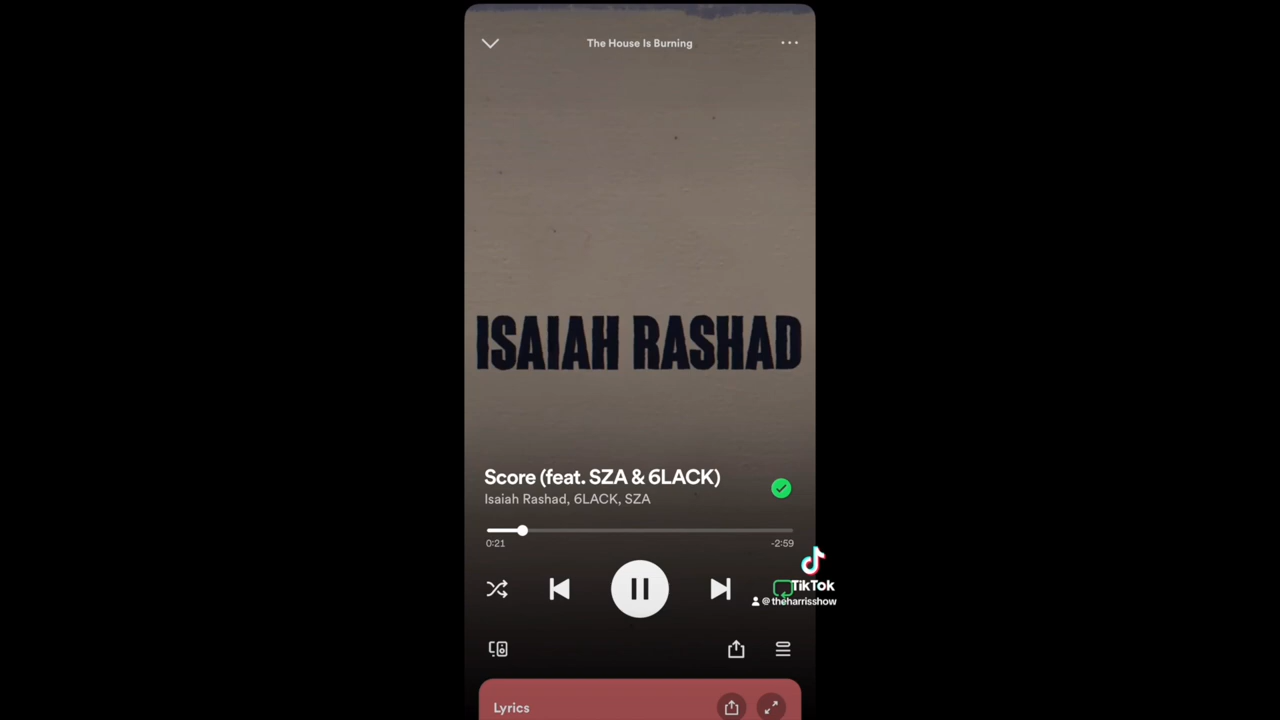 The House Is Burning
ISAIAH RASHAD
Score (feat. SZA & 6LACK)
Isaiah Rashad, 6LACK, SZA
0:21
-2:59
TikTok
@theharrisshow
Lyrics